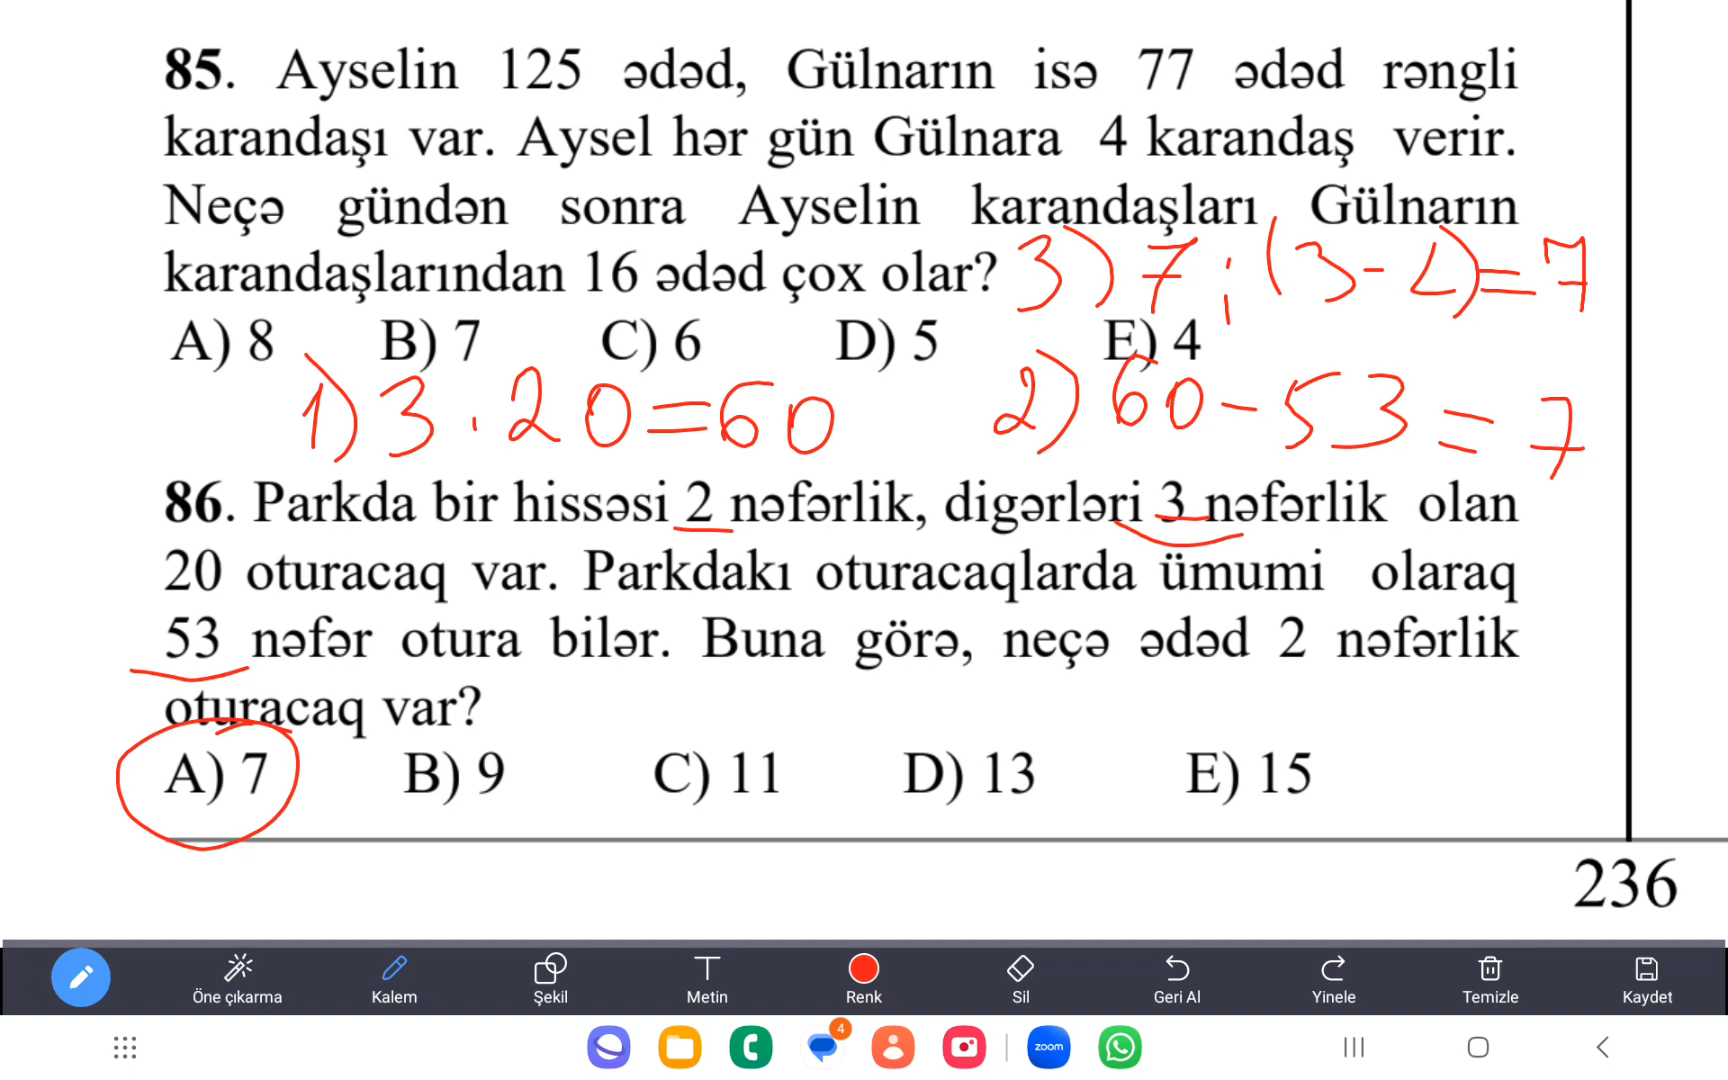 85. Ayselin 125 ədəd, Gülnarın isə 77 ədəd rəngli
karandaşı var. Aysel hər gün Gülnara 4 karandaş verir.
Neçə gündən sonra Ayselin karandaşları Gülnarın
karandaşlarından 16 ədəd çox olar?
3) 7 : (3 - 2) = 7
A) 8 B) 7 C) 6 D) 5 E) 4
1) 3 · 20 = 60 2) 60 - 53 = 7
86. Parkda bir hissəsi 2 nəfərlik, digərləri 3 nəfərlik olan
20 oturacaq var. Parkdakı oturacaqlarda ümumi olaraq
53 nəfər otura bilər. Buna görə, neçə ədəd 2 nəfərlik
oturacaq var?
A) 7 B) 9 C) 11 D) 13 E) 15
236
Öne çıkarma Kalem Şekil Metin Renk Sil Geri Al Yinele Temizle Kaydet
4
zoom